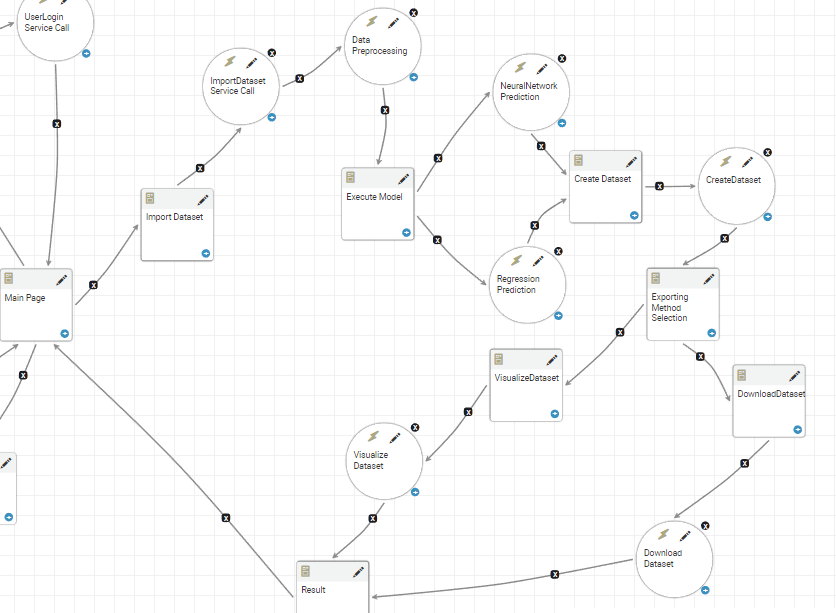 UserLogin
Service Call
Data
Preprocessing
ImportDataset
Service Call
NeuralNetwork
Prediction
Create Dataset
CreateDataset
Execute Model
Import Dataset
Regression
Prediction
Main Page
Exporting
Method
Selection
VisualizeDataset
DownloadDataset
Visualize
Dataset
Download
Dataset
Result